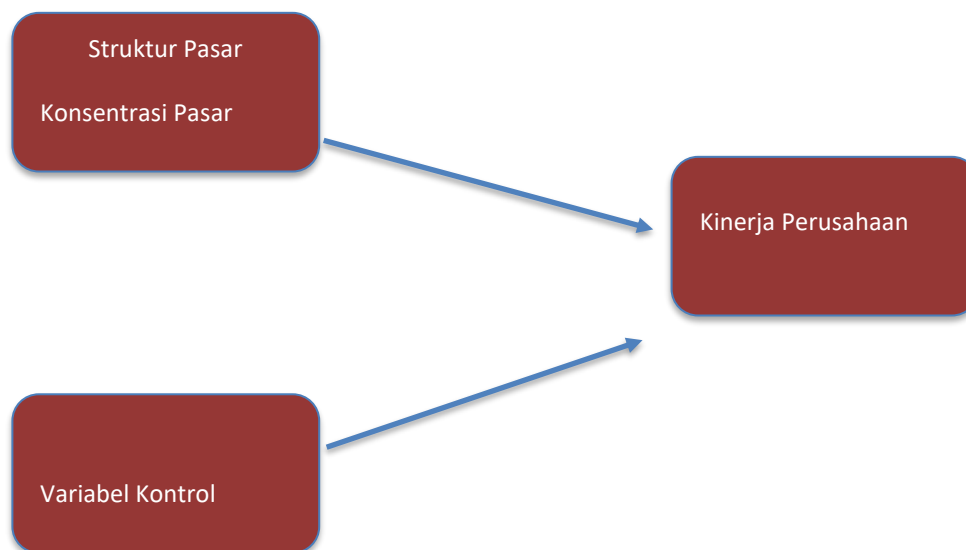 Struktur Pasar
Konsentrasi Pasar
Kinerja Perusahaan
Variabel Kontrol